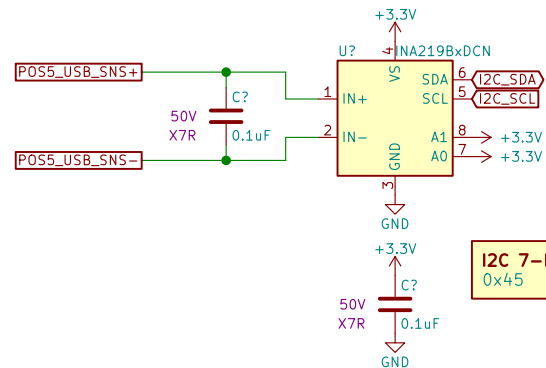 +3.3V
U?
INA219BxDCN
POS5_USB_SNS+
4
VS
SDA
6
I2C_SDA
SCL
5
I2C_SCL
1
IN+
C?
50V
X7R
0.1uF
2
IN-
A1
8
+3.3V
A0
7
+3.3V
POS5_USB_SNS-
GND
3
GND
+3.3V
C?
50V
X7R
0.1uF
GND
I2C 7-
0x45